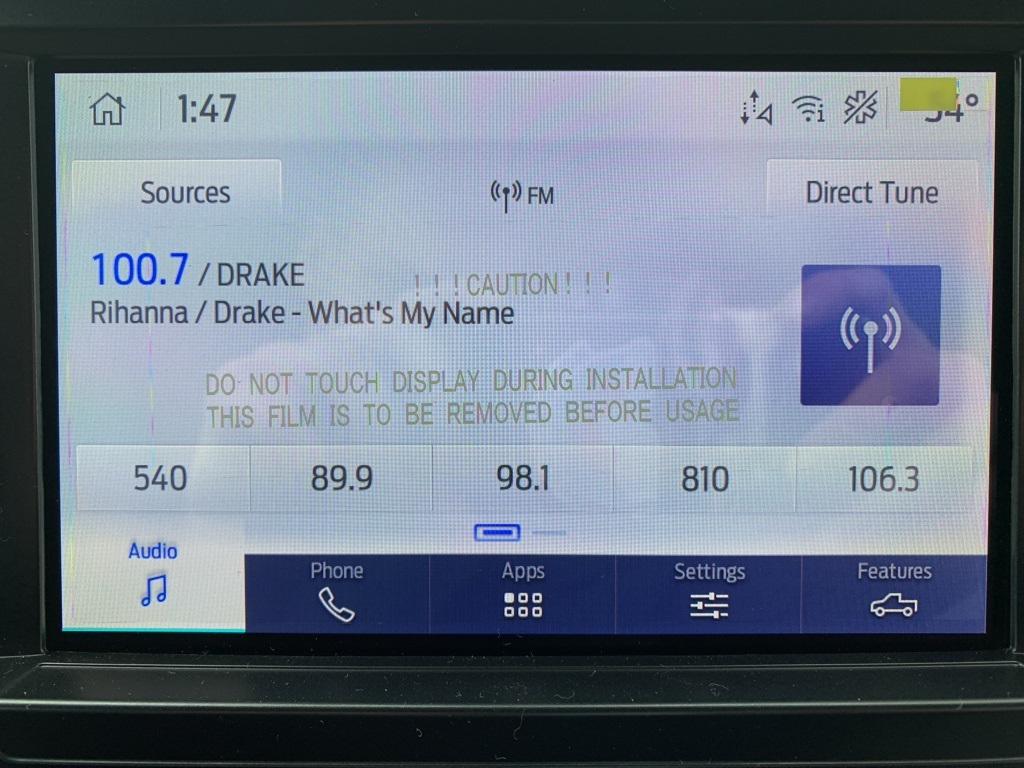 1:47
54°
Sources
FM
Direct Tune
100.7 / DRAKE
Rihanna / Drake - What's My Name
! ! ! CAUTION ! ! !
DO NOT TOUCH DISPLAY DURING INSTALLATION
THIS FILM IS TO BE REMOVED BEFORE USAGE
540
89.9
98.1
810
106.3
Audio
Phone
Apps
Settings
Features